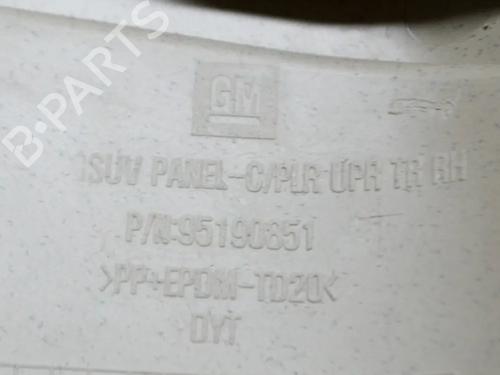 B-PARTS
GM
SUV PANEL-C/PLR UPR TR RH
P/N:95190851
>PP+EPDM-TD20<
DYT